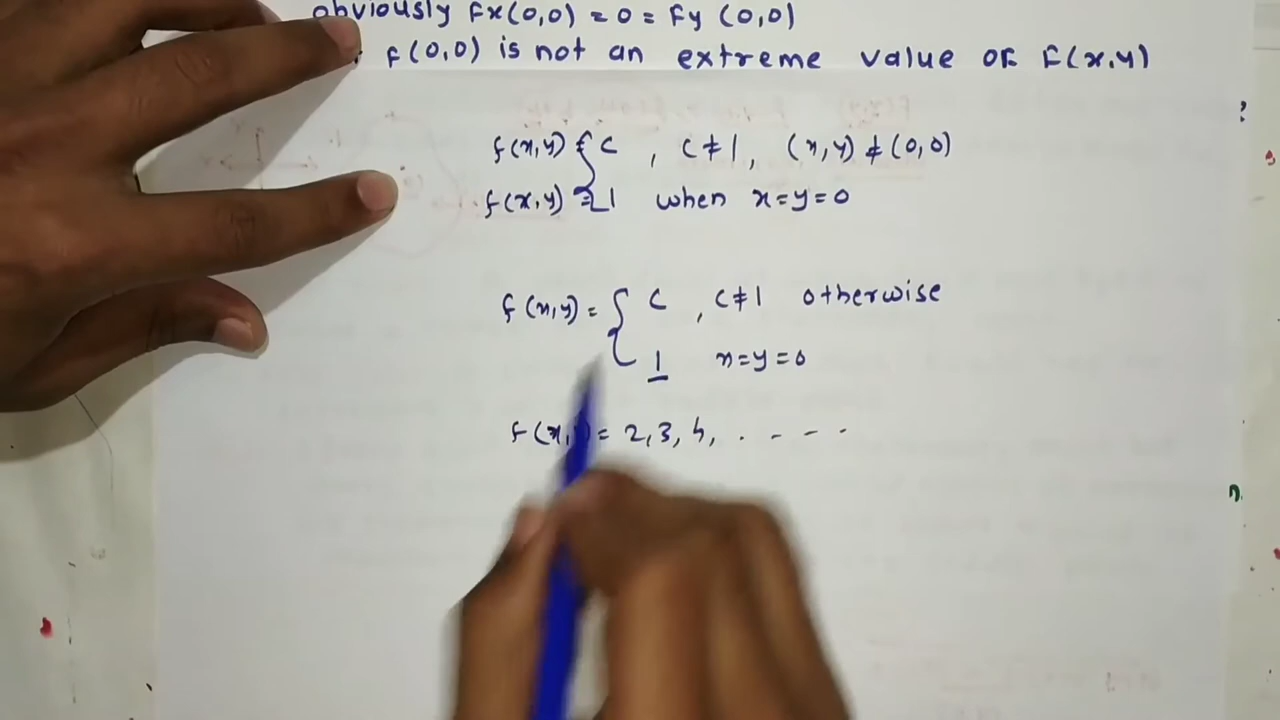 obviously Fx(0,0) = 0 = Fy (0,0)
f(0,0) is not an extreme value OF F(x,y)
f(x,y) = { c , c ≠ 1, (x,y) ≠ (0,0)
f(x,y) = 1 when x=y=0
f(x,y) = { c , c≠1 otherwise
1 x=y=0
= 2,3,4, . - - - .